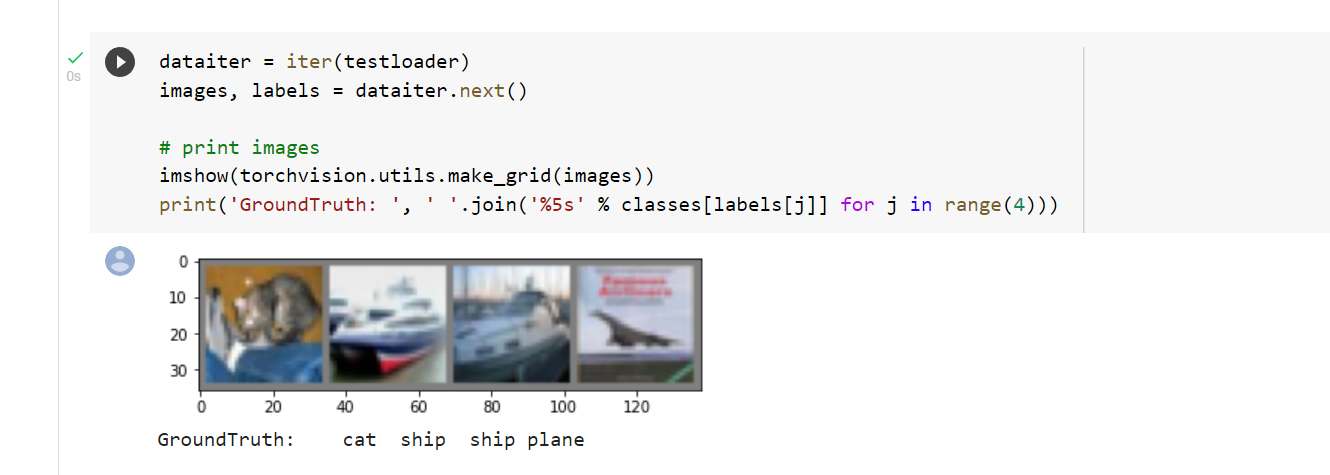 dataiter = iter(testloader)
0s
images, labels = dataiter.next()
# print images
imshow(torchvision.utils.make_grid(images))
print('GroundTruth: ', ' '.join('%5s' % classes[labels[j]] for j in range(4)))
0
10
20
30
0 20 40 60 80 100 120
GroundTruth: cat ship ship plane